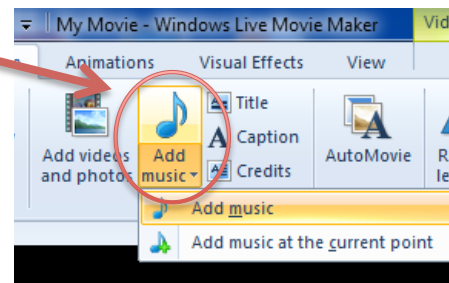 My Movie - Windows Live Movie Maker
Vid
Animations Visual Effects View
Add videos and photos
Add music
Title
Caption
Credits
AutoMovie
Add music
Add music at the current point